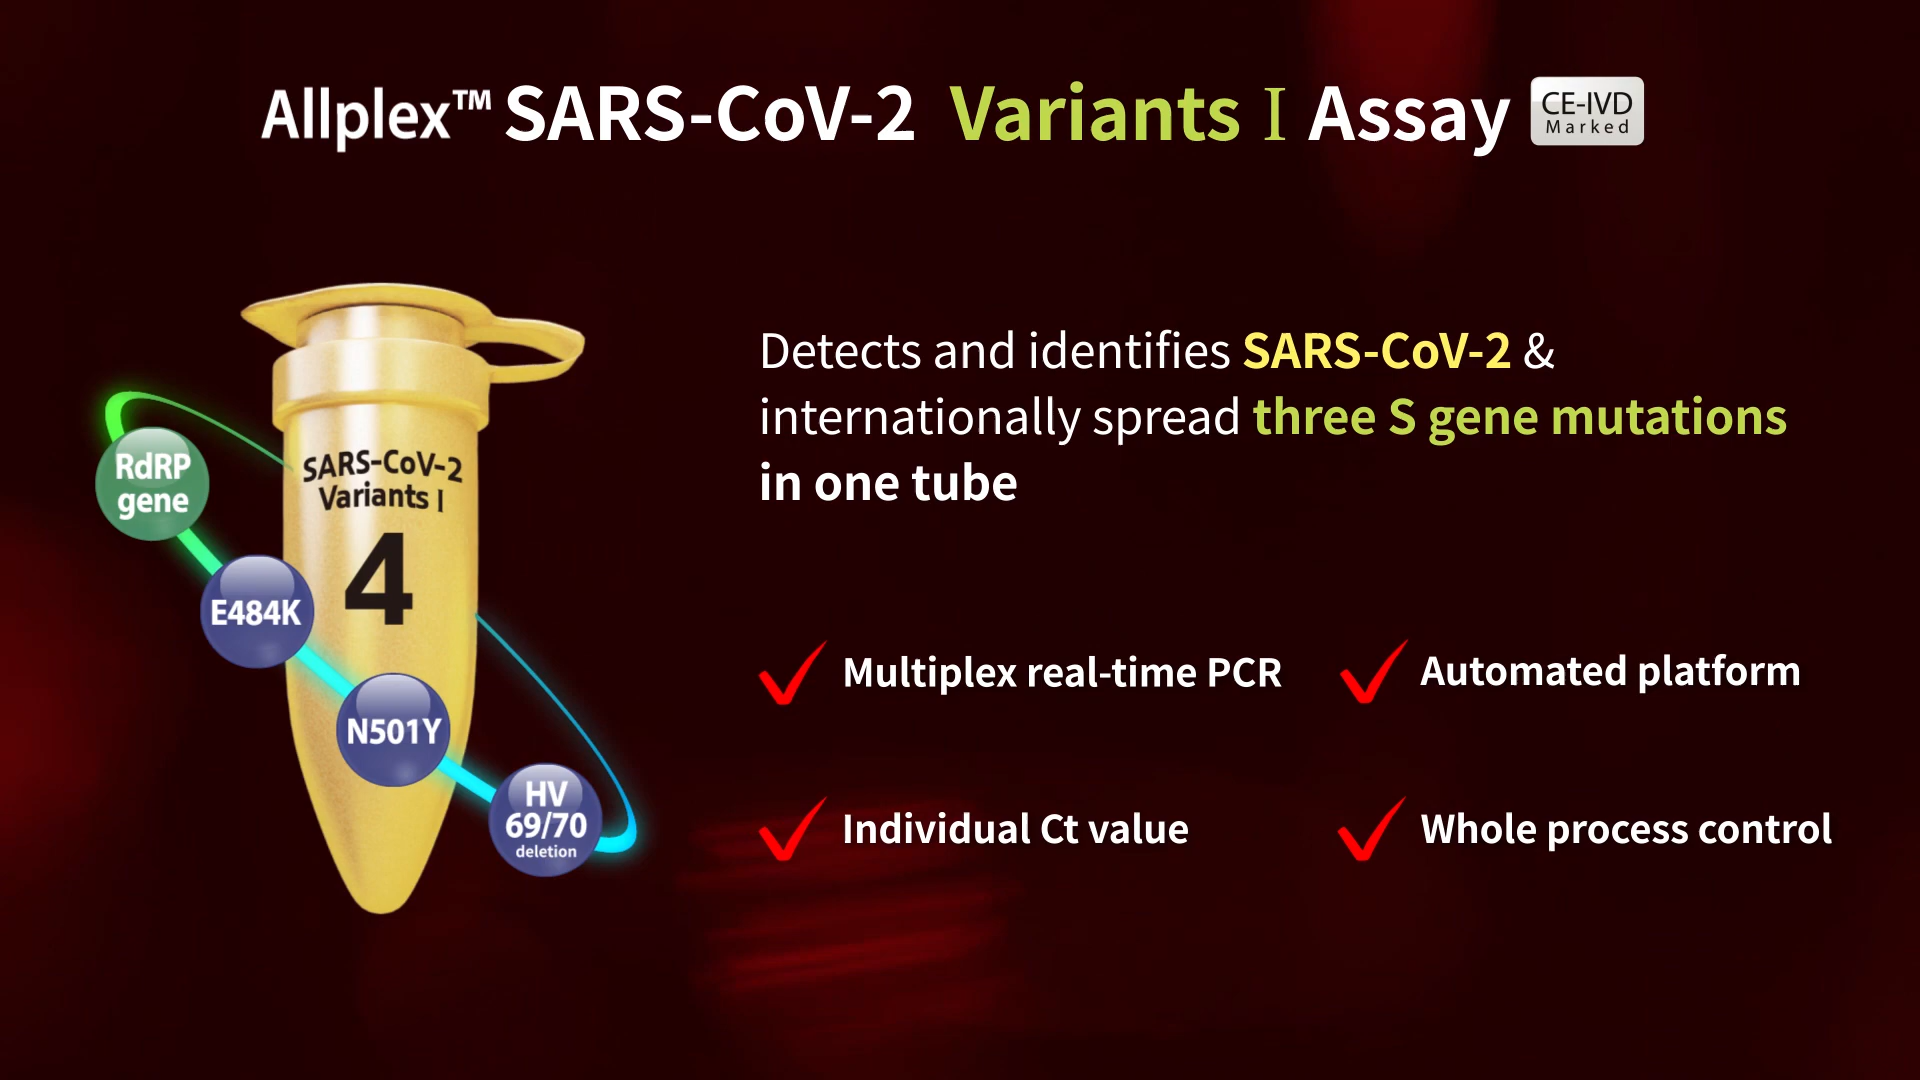 Allplex™ SARS-CoV-2 Variants I Assay
CE-IVD
Marked
SARS-CoV-2
Variants I
4
RdRP
gene
E484K
N501Y
HV
69/70
deletion
Detects and identifies SARS-CoV-2 &
internationally spread three S gene mutations
in one tube
Multiplex real-time PCR
Automated platform
Individual Ct value
Whole process control